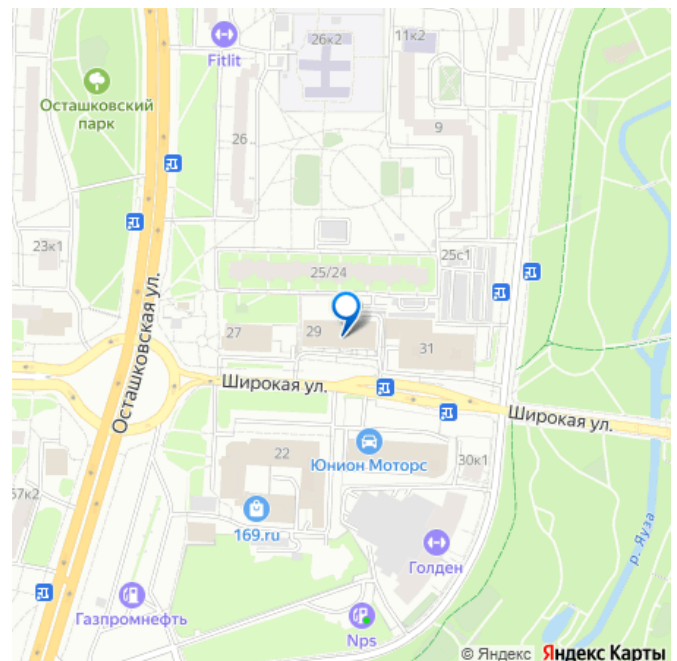 26к2
11к2
Fitlit
Осташковский
парк
9
26
23к1
25с1
25/24
Осташковская ул.
27
29
31
Широкая ул.
Широкая ул.
22
Юнион Моторс
30к1
57к2
169.ru
Голден
р. Яуза
Газпромнефть
Nps
© Яндекс Яндекс Карты